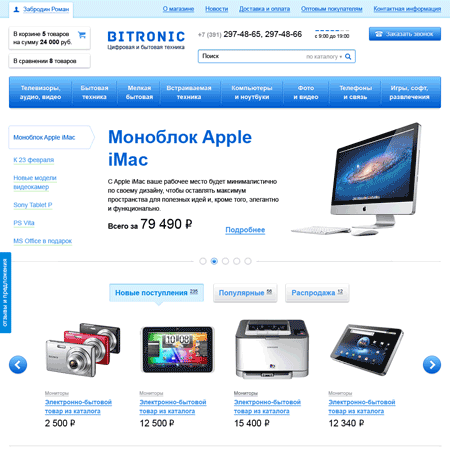 Забродин Роман
О магазине
Новости
Доставка и оплата
Оптовым покупателям
Контактная информация
В корзине 5 товаров
на сумму 24 000 руб.
В сравнении 8 товаров
BITRONIC
Цифровая и бытовая техника
+7 (381) 297-48-65, 297-48-66
с 9:00 до 19:00
Заказать звонок
Поиск
по каталогу
Телевизоры,
аудио, видео
Бытовая
техника
Мелкая
бытовая
Встраиваемая
техника
Компьютеры
и ноутбуки
Фото
и видео
Телефоны
и связь
Игры, софт,
развлечения
Моноблок Apple iMac
К 23 февраля
Новые модели
видеокамер
Sony Tablet P
PS Vita
MS Office в подарок
Моноблок Apple
iMac
С Apple iMac ваше рабочее место будет минималистично
по своему дизайну, чтобы оставлять максимум
пространства для полезных идей и, кроме того, элегантно
и функционально.
Всего за 79 490 ₽
Подробнее
отзывы и предложения
Новые поступления
Популярные
Распродажа 12
Мониторы
Электронно-бытовой
товар из каталога
2 500 ₽
Мониторы
Электронно-бытовой
товар из каталога
12 500 ₽
Мониторы
Электронно-бытовой
товар из каталога
15 400 ₽
Мониторы
Электронно-бытовой
товар из каталога
12 340 ₽